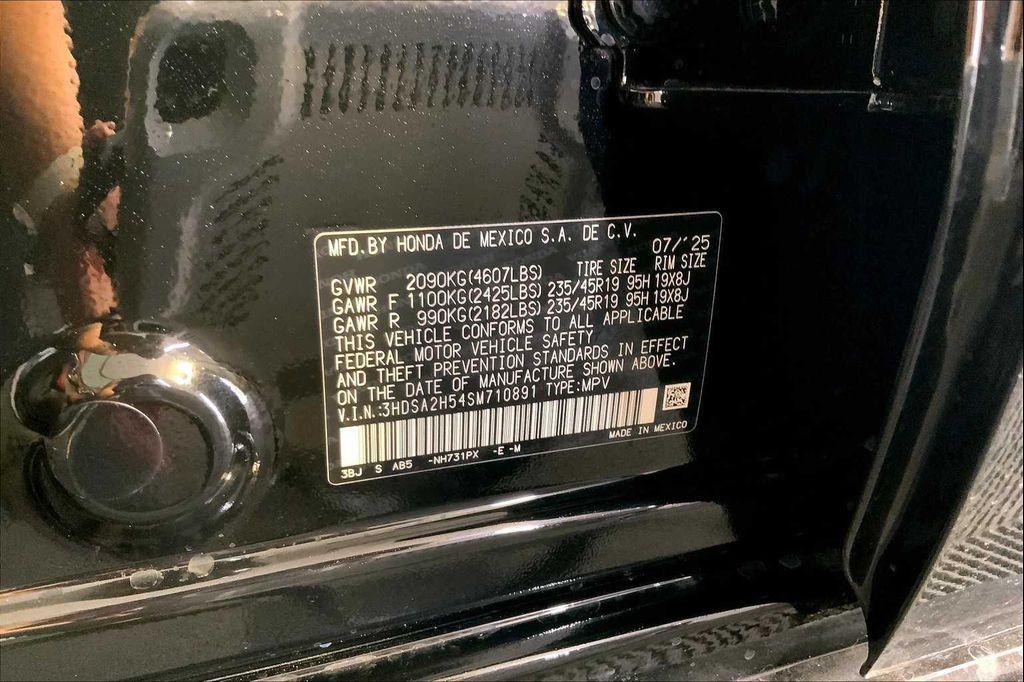 MFD.BY HONDA DE MEXICO S.A. DE C.V.
07/'25
GVWR 2090KG(4607LBS) TIRE SIZE RIM SIZE
GAWR F 1100KG(2425LBS) 235/45R19 95H 19X8J
GAWR R 990KG(2182LBS) 235/45R19 95H 19X8J
THIS VEHICLE CONFORMS TO ALL APPLICABLE
FEDERAL MOTOR VEHICLE SAFETY
AND THEFT PREVENTION STANDARDS IN EFFECT
ON THE DATE OF MANUFACTURE SHOWN ABOVE.
V.I.N.:3HDSA2H54SM710891 TYPE:MPV
MADE IN MEXICO
3BJ S AB5 -NH731PX -E -M